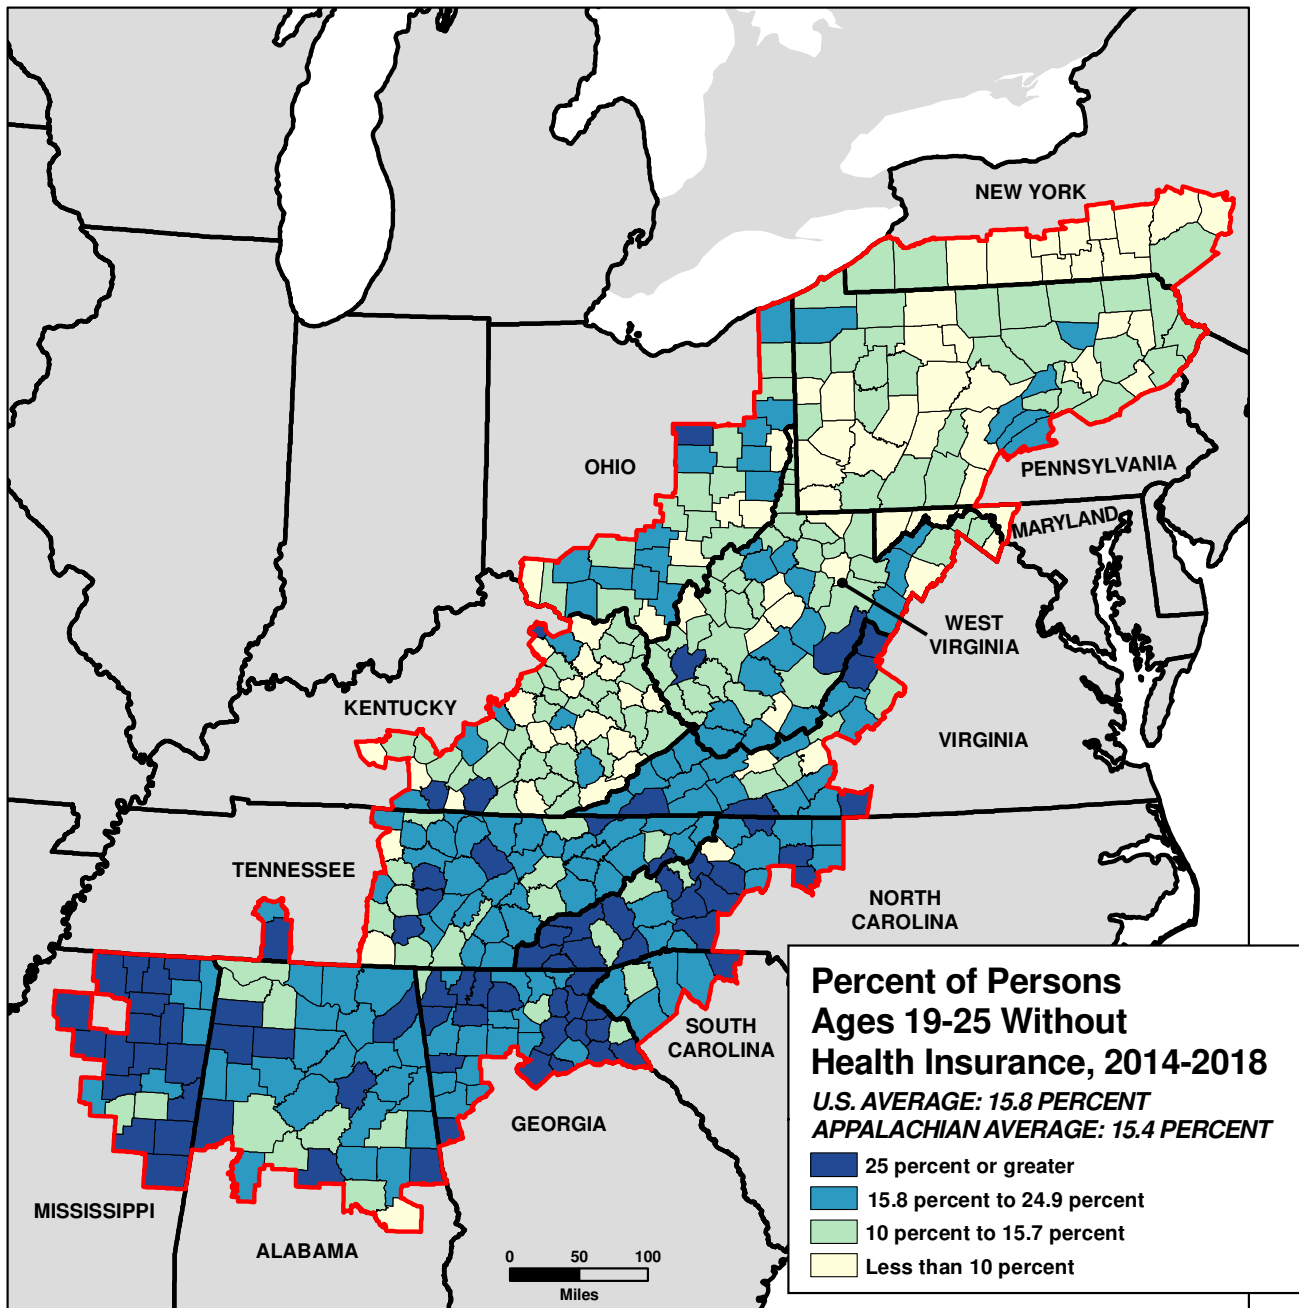 NEW YORK
OHIO
PENNSYLVANIA
MARYLAND
WEST
VIRGINIA
KENTUCKY
VIRGINIA
TENNESSEE
NORTH
CAROLINA
SOUTH
CAROLINA
GEORGIA
MISSISSIPPI
ALABAMA
0 50 100
Miles
Percent of Persons
Ages 19-25 Without
Health Insurance, 2014-2018
U.S. AVERAGE: 15.8 PERCENT
APPALACHIAN AVERAGE: 15.4 PERCENT
25 percent or greater
15.8 percent to 24.9 percent
10 percent to 15.7 percent
Less than 10 percent